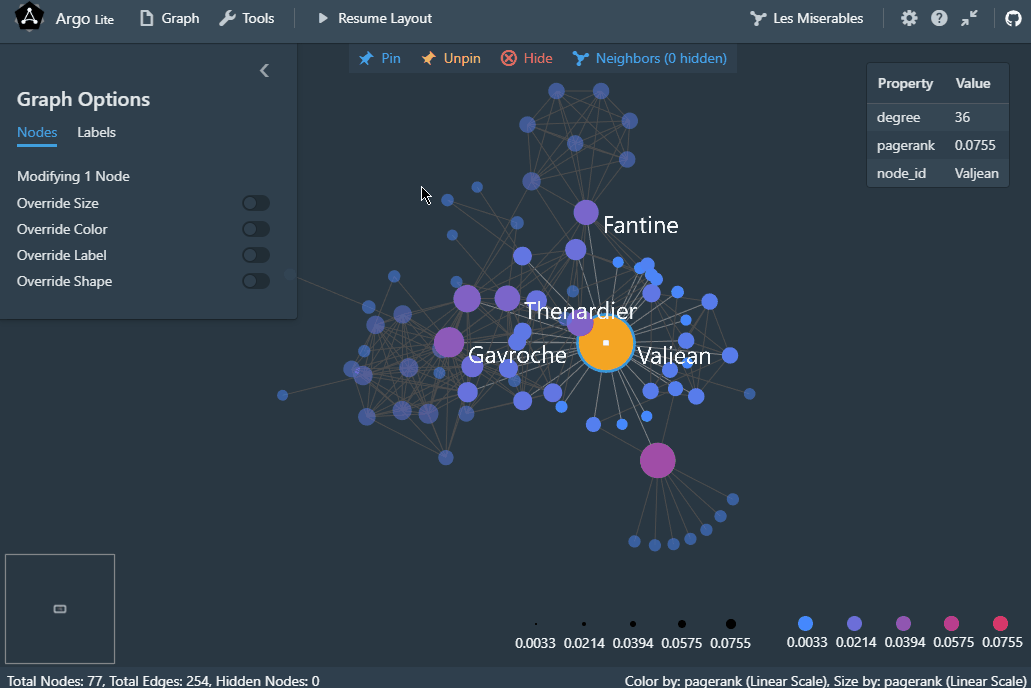 Argo Lite Graph Tools Resume Layout Les Miserables
Pin Unpin Hide Neighbors (0 hidden)
Graph Options
Nodes Labels
Modifying 1 Node
Override Size
Override Color
Override Label
Override Shape
Property Value
degree 36
pagerank 0.0755
node_id Valjean
Fantine
Thenardier
Gavroche
Valjean
0.0033 0.0214 0.0394 0.0575 0.0755
0.0033 0.0214 0.0394 0.0575 0.0755
Total Nodes: 77, Total Edges: 254, Hidden Nodes: 0
Color by: pagerank (Linear Scale), Size by: pagerank (Linear Scale)